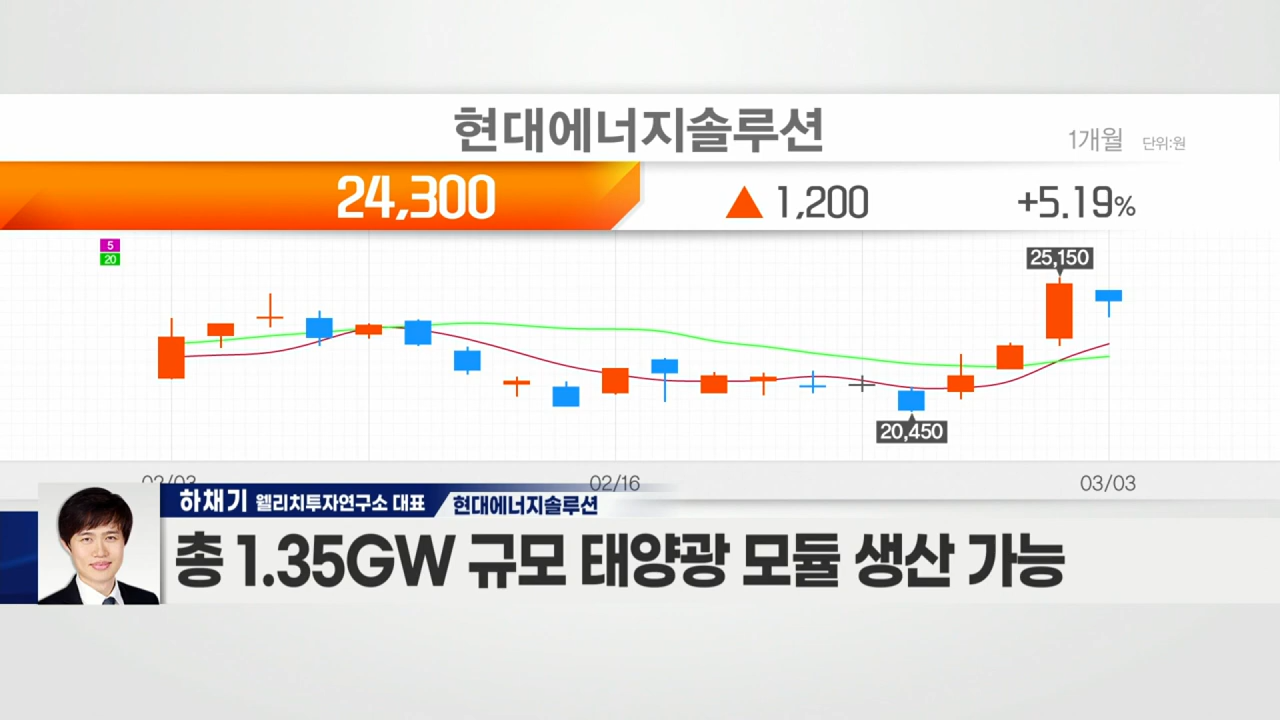 현대에너지솔루션
1개월 단위:원
24,300 ▲ 1,200 +5.19%
5
20
25,150
20,450
02/03 02/16 03/03
하채기 웰리치투자연구소 대표 현대에너지솔루션
총 1.35GW 규모 태양광 모듈 생산 가능